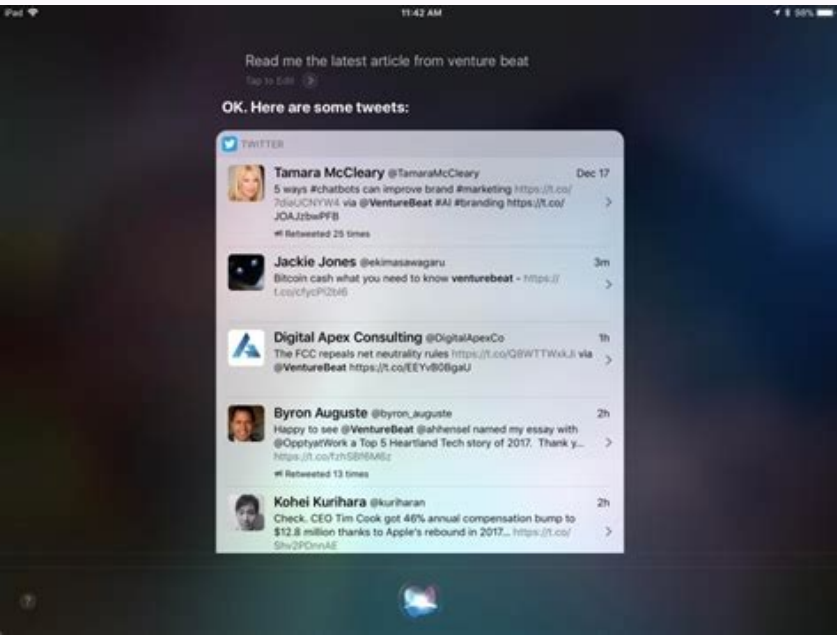 iPad
11:42 AM
98%
Read me the latest article from venture beat
Tap to Edit
OK. Here are some tweets:
TWITTER
Tamara McCleary @TamaraMcCleary Dec 17
5 ways #chatbots can improve brand #marketing https://t.co/
via @VentureBeat #AI #branding https://t.co/
JOAJzbwPFB
Retweeted 25 times
Jackie Jones @ekimasawagaru 3m
Bitcoin cash what you need to know venturebeat - https://
Digital Apex Consulting @DigitalApexCo 1h
The FCC repeals net neutrality rules via
@VentureBeat https://t.co/EEYvB0BgaU
Byron Auguste @byron_auguste 2h
Happy to see @VentureBeat @ahhensel named my essay with
@OpptyatWork a Top 5 Heartland Tech story of 2017. Thank y...
Retweeted 13 times
Kohei Kurihara @kuriharan 2h
Check. CEO Tim Cook got 46% annual compensation bump to
$12.8 million thanks to Apple's rebound in 2017... https://t.co/
?